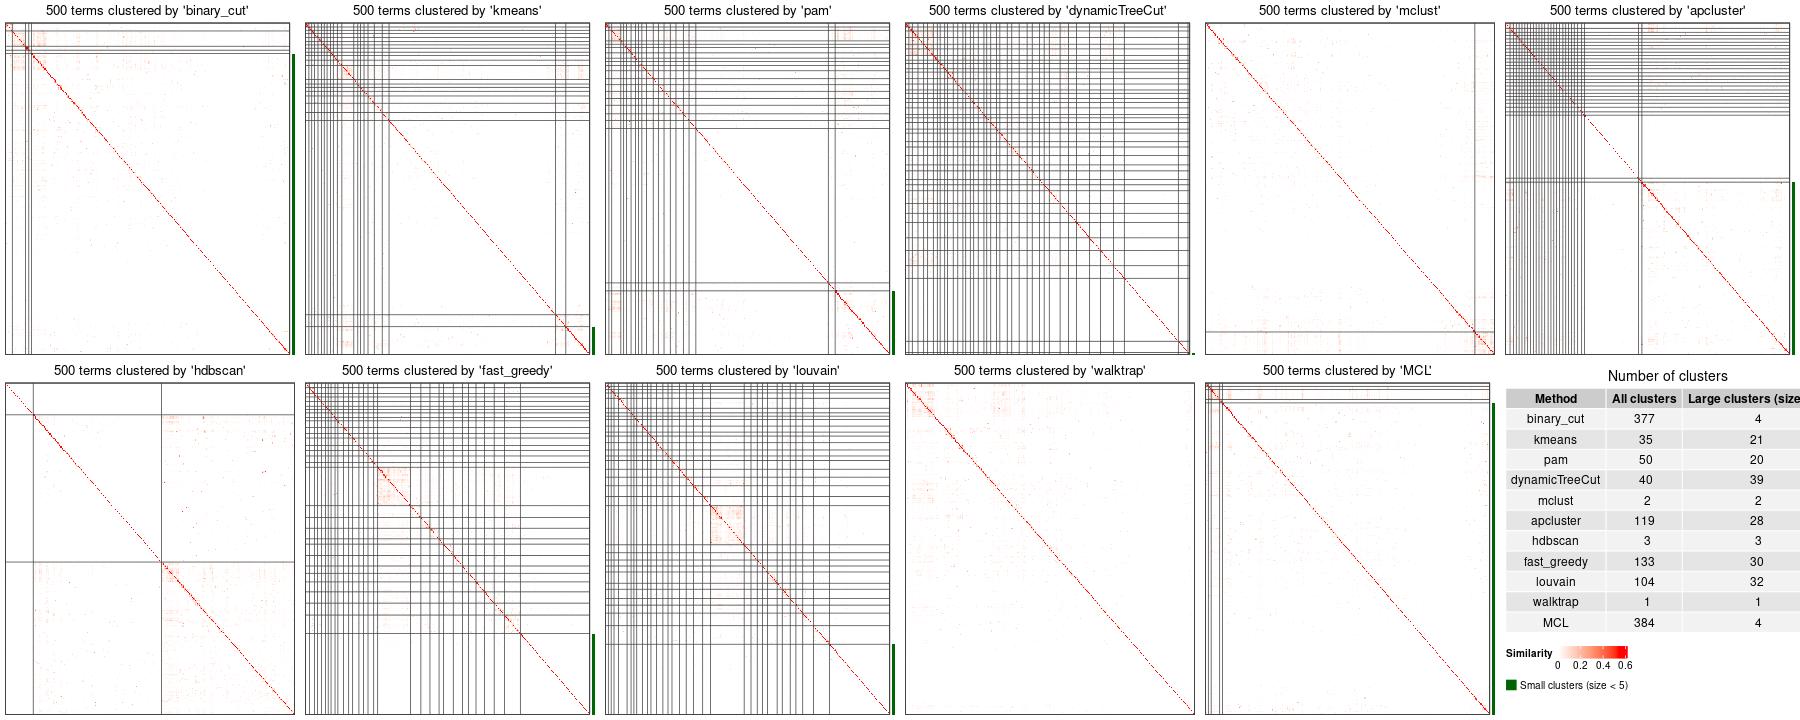 500 terms clustered by 'binary_cut'
500 terms clustered by 'kmeans'
500 terms clustered by 'pam'
500 terms clustered by 'dynamicTreeCut'
500 terms clustered by 'mclust'
500 terms clustered by 'apcluster'
500 terms clustered by 'hdbscan'
500 terms clustered by 'fast_greedy'
500 terms clustered by 'louvain'
500 terms clustered by 'walktrap'
500 terms clustered by 'MCL'
Number of clusters
Method All clusters Large clusters (size
binary_cut 377 4
kmeans 35 21
pam 50 20
dynamicTreeCut 40 39
mclust 2 2
apcluster 119 28
hdbscan 3 3
fast_greedy 133 30
louvain 104 32
walktrap 1 1
MCL 384 4
Similarity
0 0.2 0.4 0.6
Small clusters (size < 5)